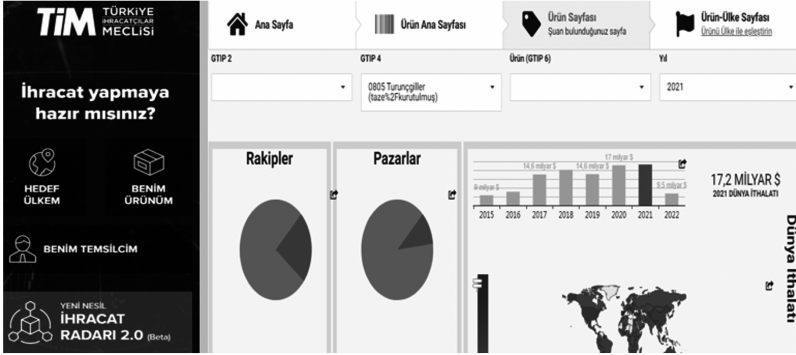 TİM TÜRKİYE
İHRACATÇILAR
MECLİSİ
İhracat yapmaya
hazır mısınız?
HEDEF
ÜLKEM
BENİM
ÜRÜNÜM
BENİM TEMSİLCİM
YENİ NESİL
İHRACAT
RADARI 2.0 (Beta)
Ana Sayfa
Ürün Ana Sayfası
Ürün Sayfası
Şuan bulunduğunuz sayfa
Ürün-Ülke Sayfası
Ürünü Ülke ile eşleştirin
GTIP 2
GTIP 4
Ürün (GTIP 6)
Yıl
0805 Turunçgiller
(taze%2Fkurutulmuş)
2021
Rakipler
Pazarlar
9 milyar $
14,6 milyar $
14,6 milyar $
17 milyar $
9,5 milyar $
2015 2016 2017 2018 2019 2020 2021 2022
17,2 MİLYAR $
2021 DÜNYA İTHALATI
Dünya İthalatı